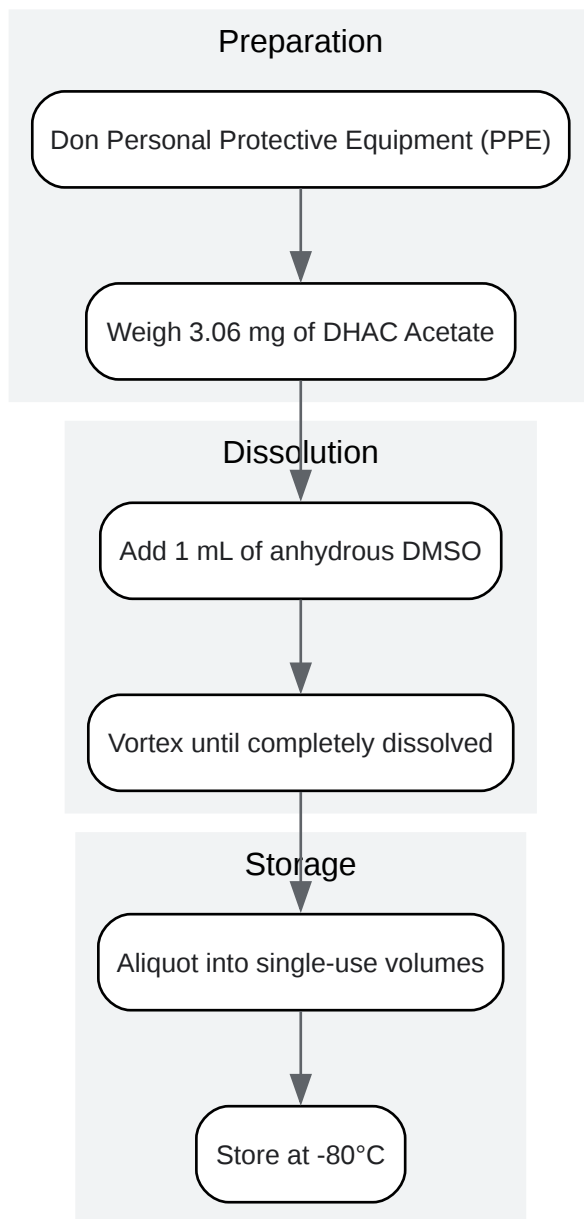 Preparation
Don Personal Protective Equipment (PPE)
Weigh 3.06 mg of DHAC Acetate
Dissolution
Add 1 mL of anhydrous DMSO
Vortex until completely dissolved
Storage
Aliquot into single-use volumes
Store at -80°C